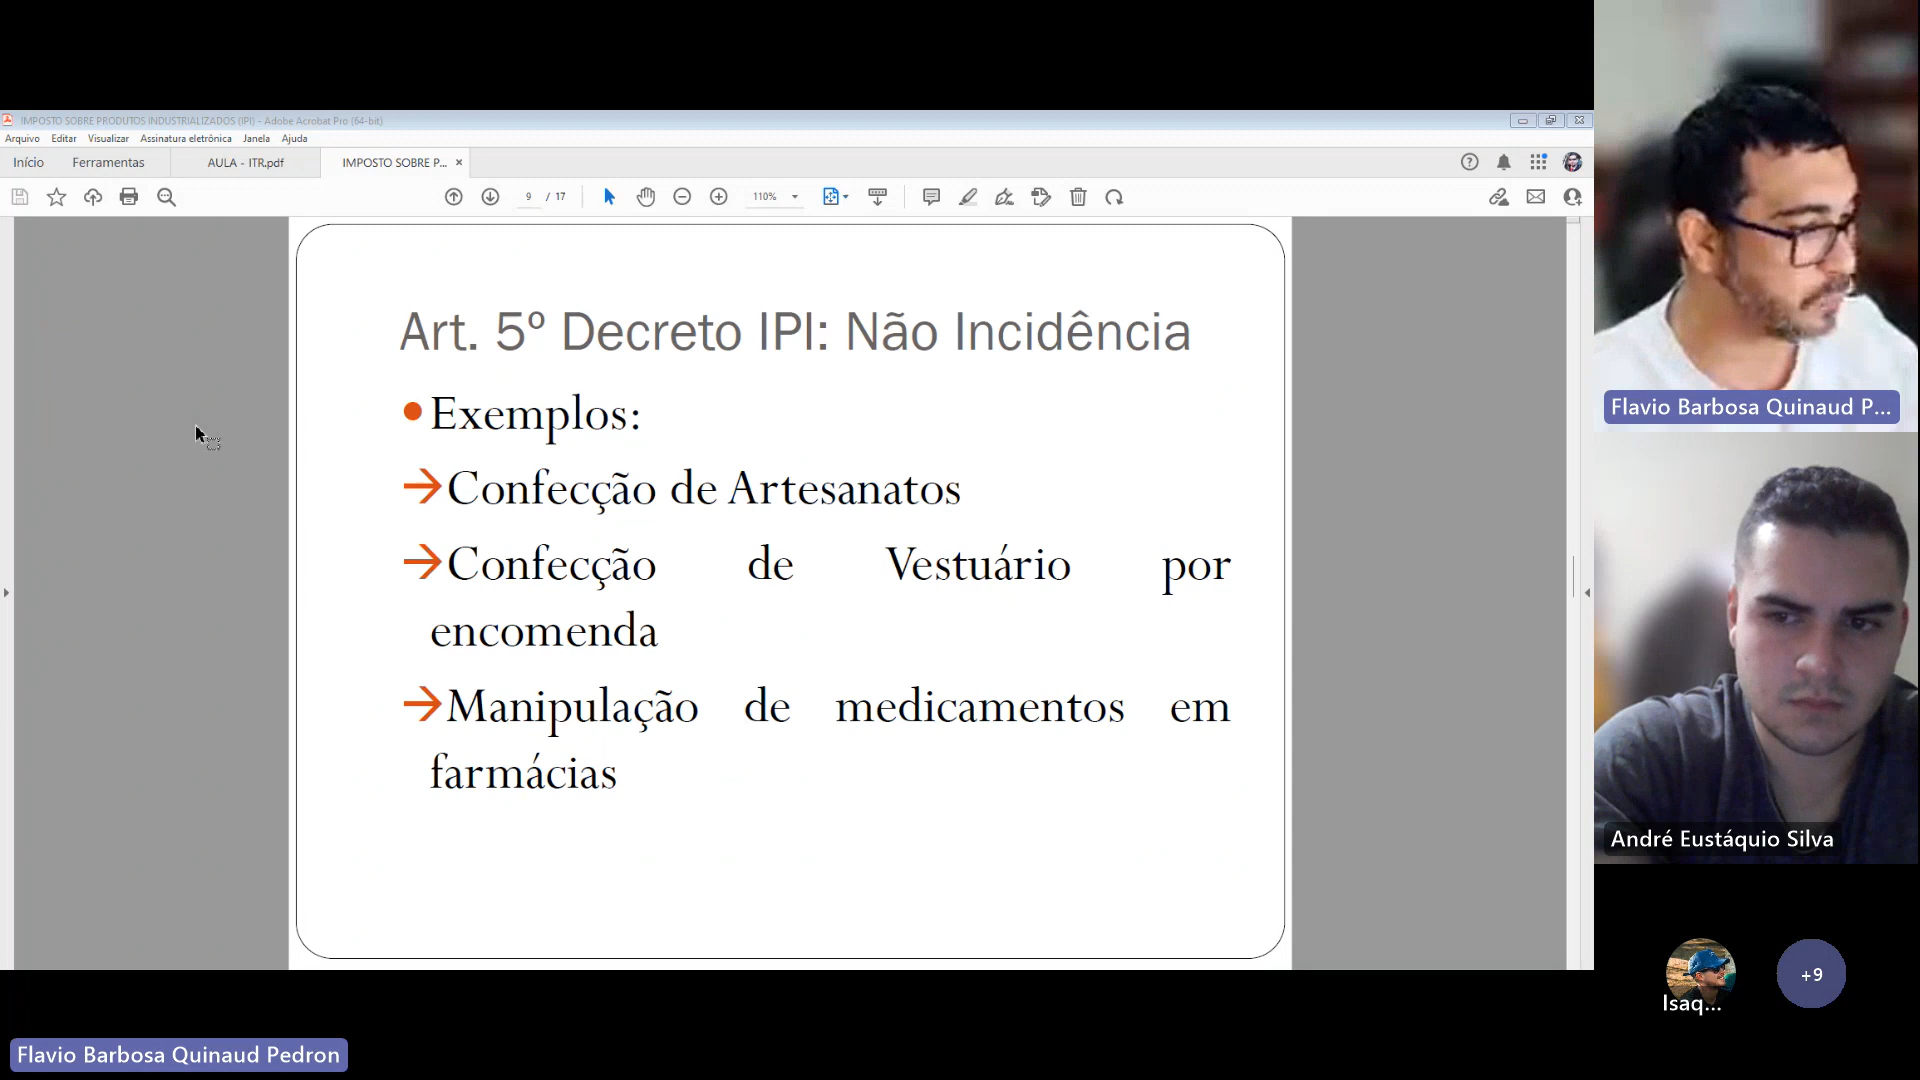 IMPOSTO SOBRE PRODUTOS INDUSTRIALIZADOS (IPI) - Adobe Acrobat Pro (64-bit)
Arquivo Editar Visualizar Assinatura eletrônica Janela Ajuda
Início Ferramentas AULA - ITR.pdf IMPOSTO SOBRE P... ×
9 / 17 110%
Art. 5º Decreto IPI: Não Incidência
•Exemplos:
→Confecção de Artesanatos
→Confecção de Vestuário por
encomenda
→Manipulação de medicamentos em
farmácias
Flavio Barbosa Quinaud P...
André Eustáquio Silva
Isaq...
+9
Flavio Barbosa Quinaud Pedron